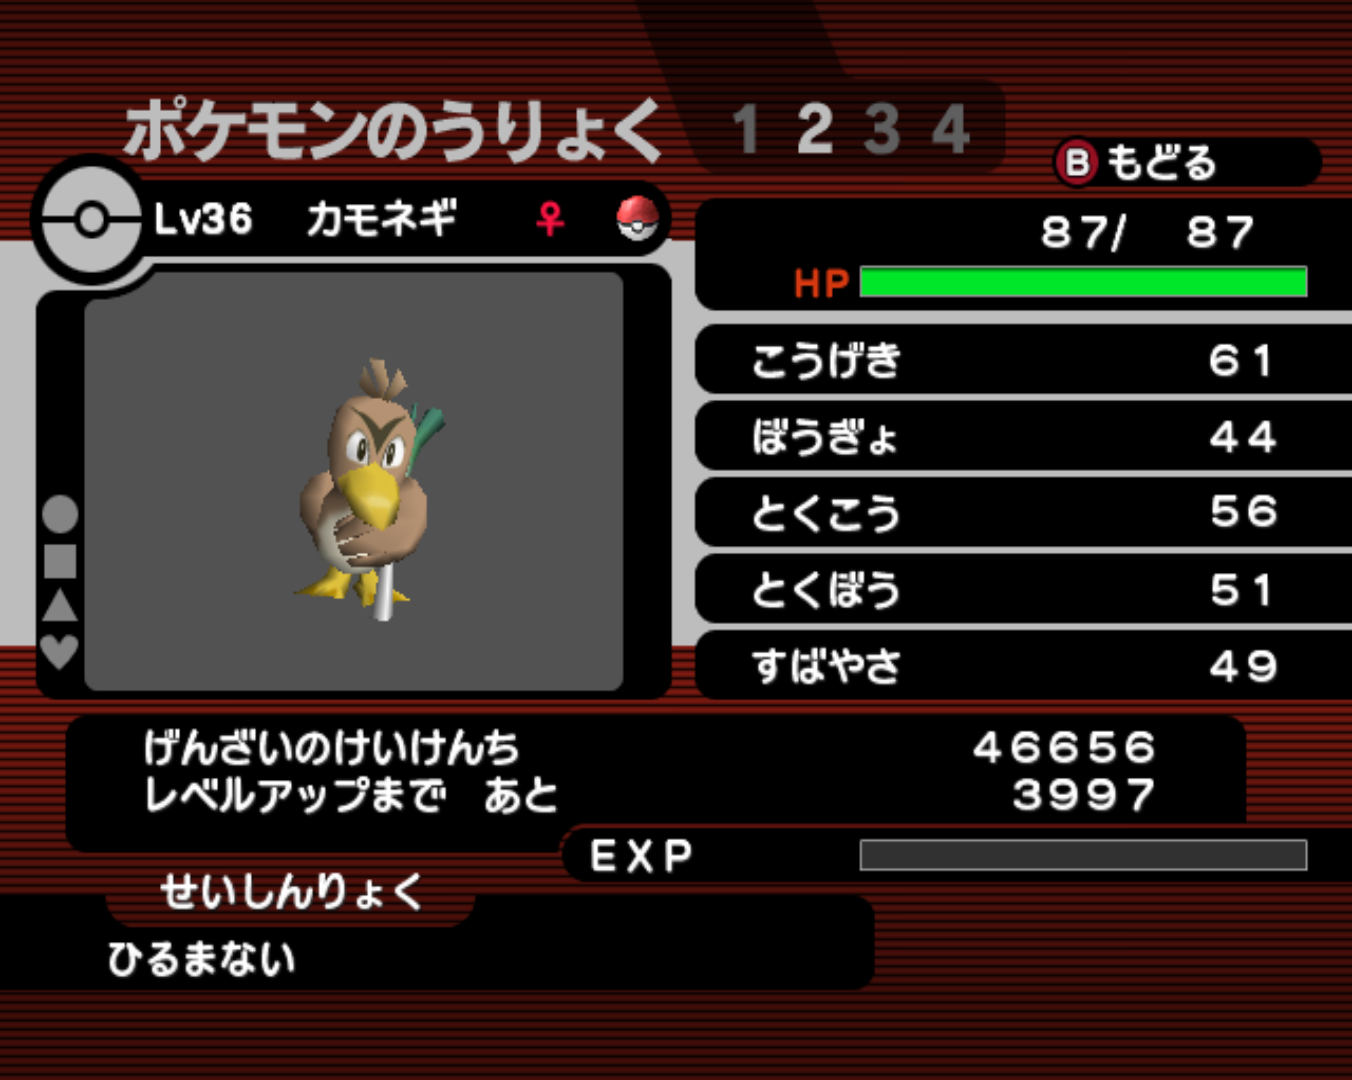 ポケモンのうりょく 1 2 3 4
B もどる
Lv36 カモネギ ♀
87/ 87
HP
こうげき 61
ぼうぎょ 44
とくこう 56
とくぼう 51
すばやさ 49
げんざいのけいけんち 46656
レベルアップまで あと 3997
EXP
せいしんりょく
ひるまない